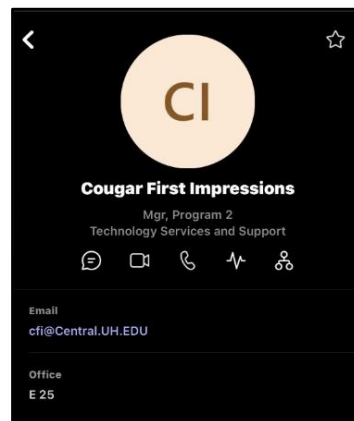 CI
Cougar First Impressions
Mgr, Program 2
Technology Services and Support
Email
cfi@Central.UH.EDU
Office
E 25